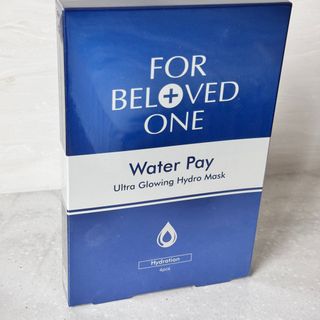 FOR
BELOVED
ONE
Water Pay
Ultra Glowing Hydro Mask
Hydration
4pcs